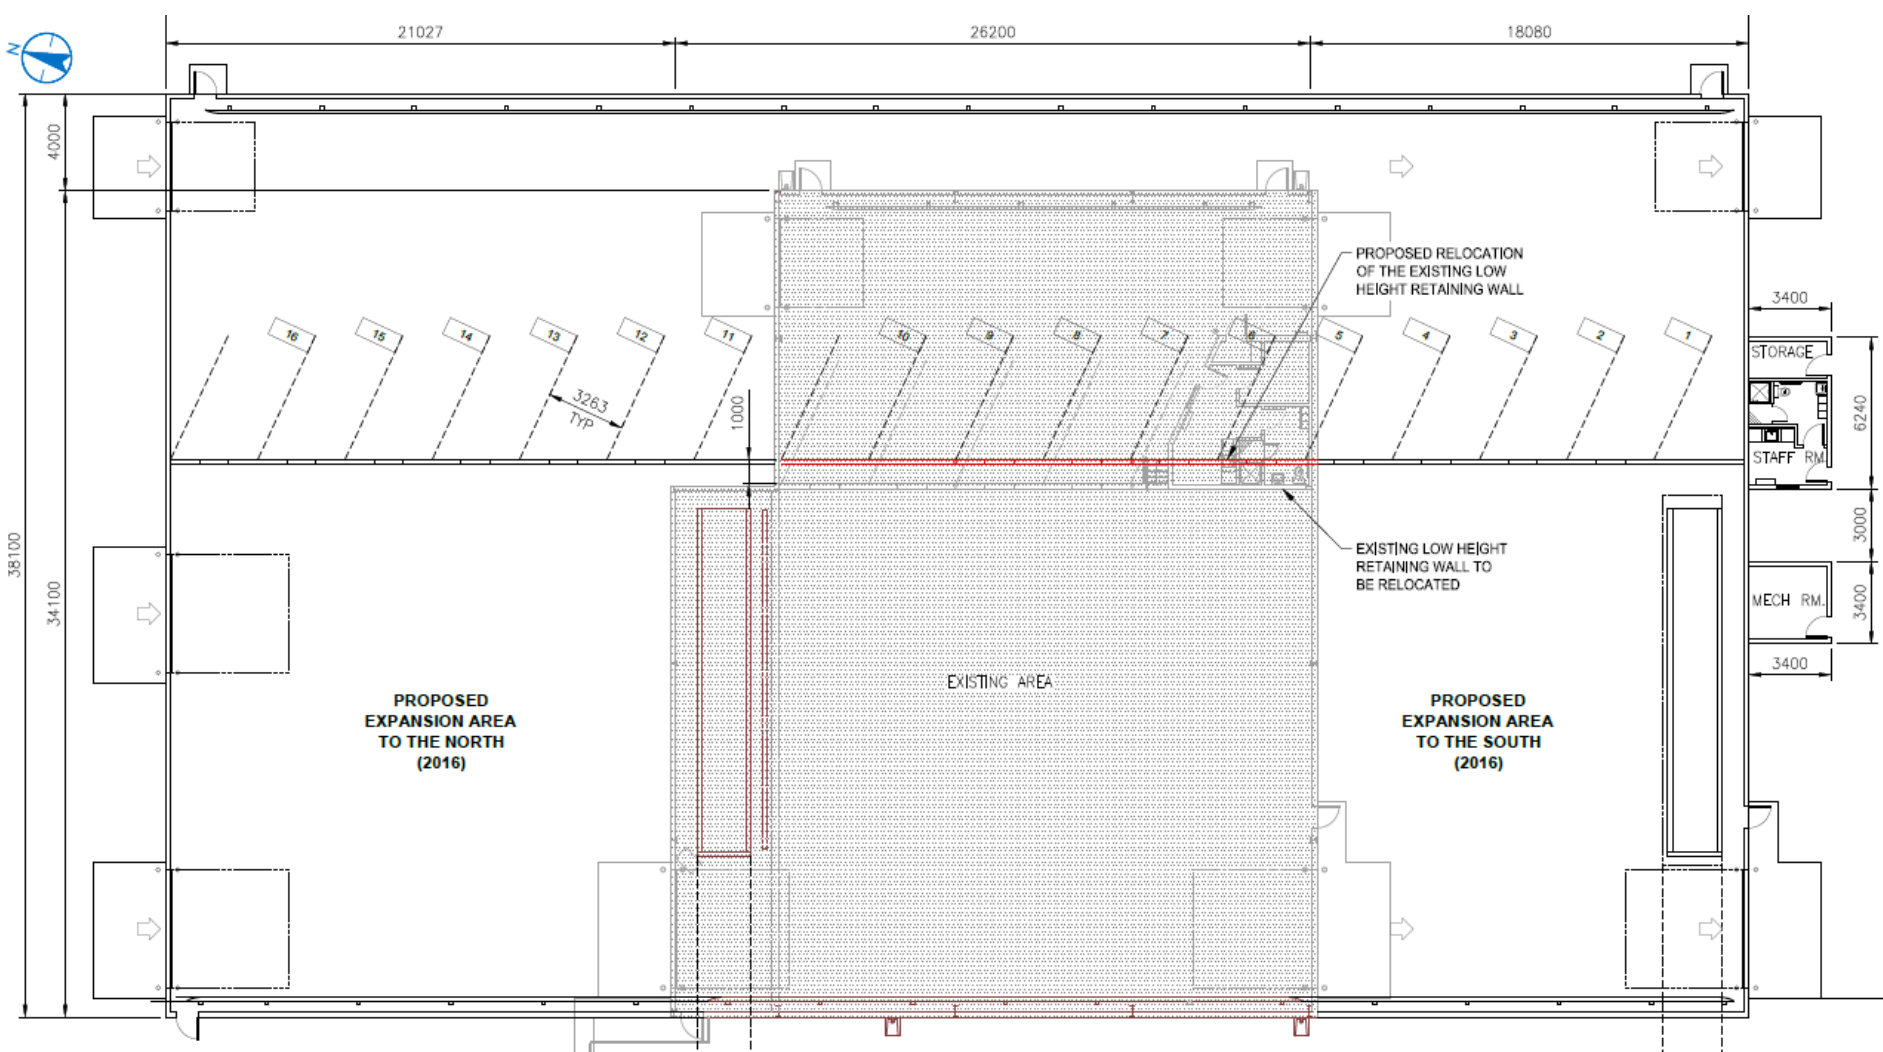 21027
26200
18080
N
4000
PROPOSED RELOCATION
OF THE EXISTING LOW
HEIGHT RETAINING WALL
3400
16
15
14
13
12
11
10
9
8
7
6
5
4
3
2
1
STORAGE
3263
TYP
1000
6240
STAFF RM.
38100
34100
3000
EXISTING LOW HEIGHT
RETAINING WALL TO
BE RELOCATED
MECH RM.
3400
3400
EXISTING AREA
PROPOSED
EXPANSION AREA
TO THE NORTH
(2016)
PROPOSED
EXPANSION AREA
TO THE SOUTH
(2016)